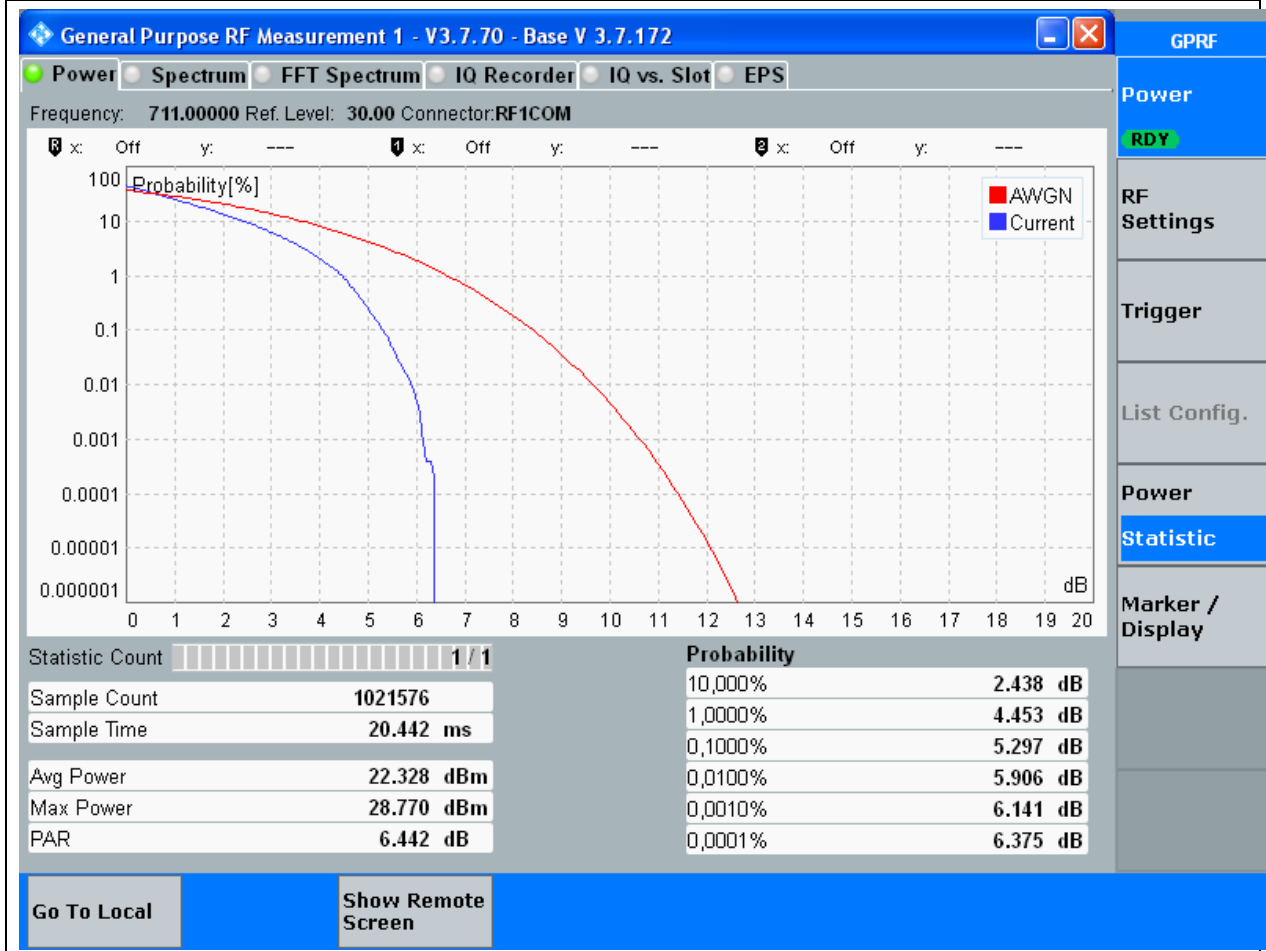 General Purpose RF Measurement 1 - V3.7.70 - Base V 3.7.172
GPRF
Power Spectrum FFT Spectrum IQ Recorder IQ vs. Slot EPS
Frequency: 711.00000 Ref. Level: 30.00 Connector:RF1COM
R x: Off y: --- 1 x: Off y: --- 2 x: Off y: ---
Probability[%]
AWGN
Current
100
10
1
0.1
0.01
0.001
0.0001
0.00001
0.000001
dB
0 1 2 3 4 5 6 7 8 9 10 11 12 13 14 15 16 17 18 19 20
Statistic Count 1 / 1
Sample Count 1021576
Sample Time 20.442 ms
Avg Power 22.328 dBm
Max Power 28.770 dBm
PAR 6.442 dB
Probability
10,000% 2.438 dB
1,0000% 4.453 dB
0,1000% 5.297 dB
0,0100% 5.906 dB
0,0010% 6.141 dB
0,0001% 6.375 dB
Power
RDY
RF
Settings
Trigger
List Config.
Power
Statistic
Marker /
Display
Go To Local
Show Remote
Screen